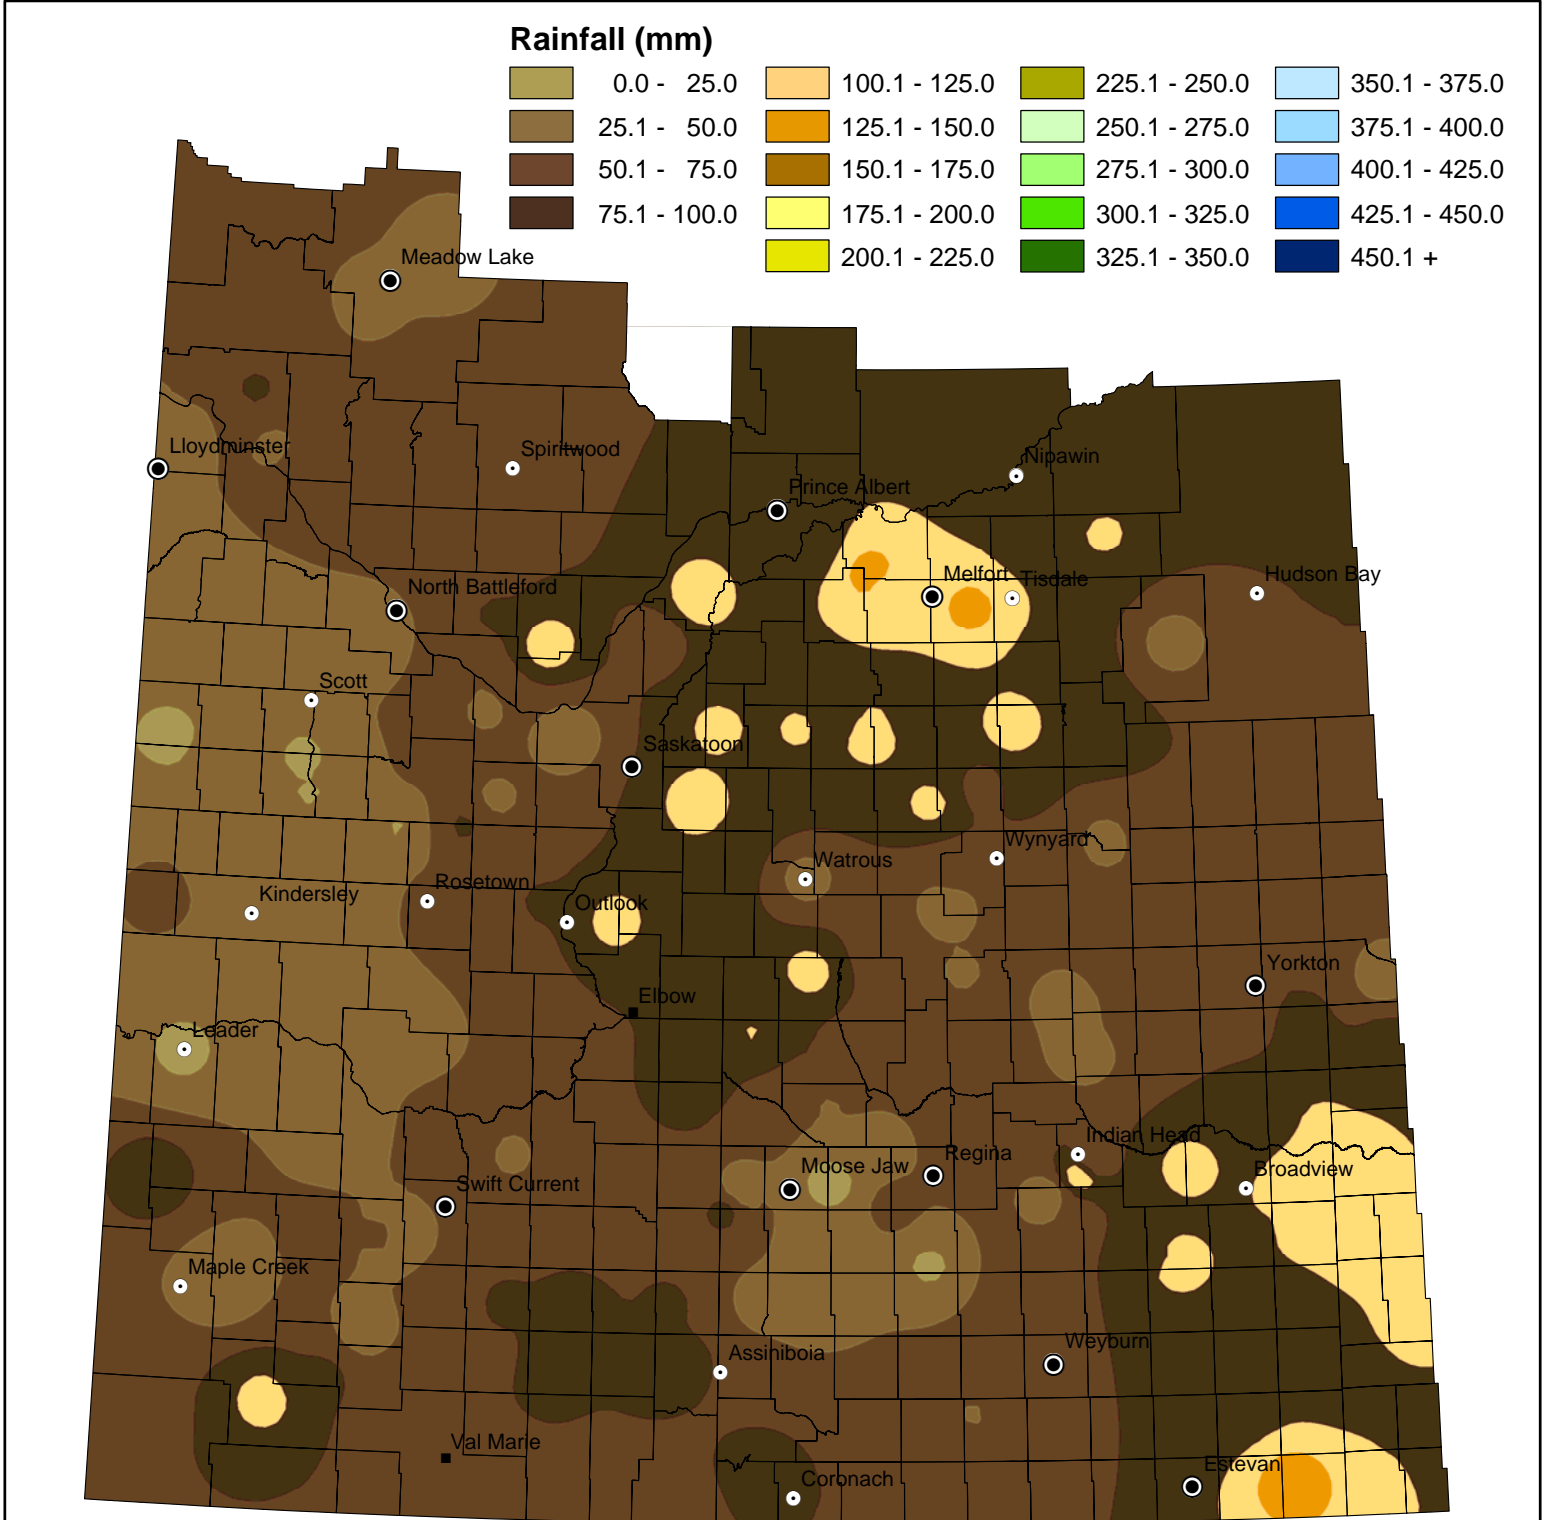 Rainfall (mm)
0.0 - 25.0
25.1 - 50.0
50.1 - 75.0
75.1 - 100.0
100.1 - 125.0
125.1 - 150.0
150.1 - 175.0
175.1 - 200.0
200.1 - 225.0
225.1 - 250.0
250.1 - 275.0
275.1 - 300.0
300.1 - 325.0
325.1 - 350.0
350.1 - 375.0
375.1 - 400.0
400.1 - 425.0
425.1 - 450.0
450.1 +
Meadow Lake
Lloydminster
Spiritwood
Nipawin
Prince Albert
Hudson Bay
Melfort
Tisdale
North Battleford
Scott
Saskatoon
Wynyard
Watrous
Rosetown
Kindersley
Outlook
Yorkton
Elbow
Leader
Indian Head
Regina
Moose Jaw
Broadview
Swift Current
Maple Creek
Weyburn
Assiniboia
Val Marie
Estevan
Coronach